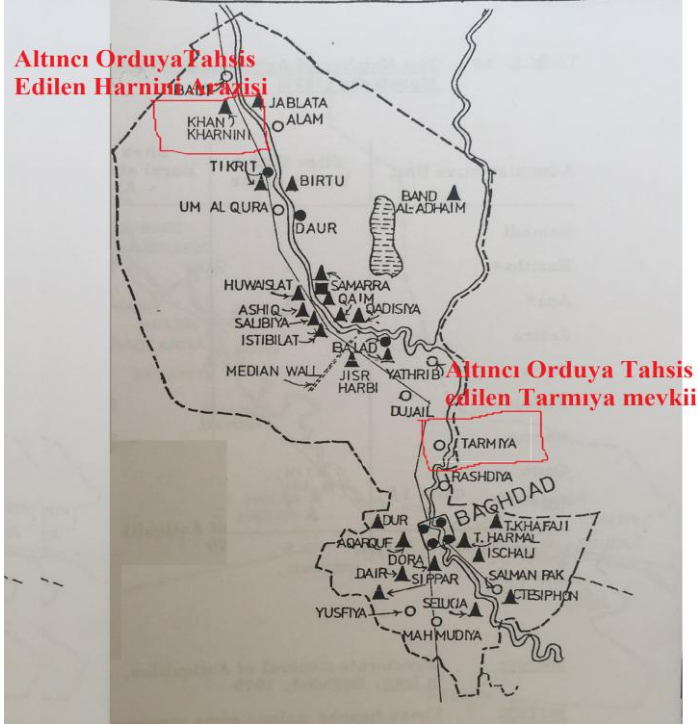 Altıncı OrduyaTahsis
Edilen Harnini Arazisi
JABLATA
KHAN
KHARNINI
ALAM
TIKRIT
BIRTU
BAND
AL-ADHAIM
UM AL QURA
DAUR
SAMARRA
HUWAISLAT
QAIM
ASHIQ
QADISIYA
SALIBIYA
ISTIBILAT
BALAD
MEDIAN WALL
JISR
HARBI
YATHRIB
Altıncı Orduya Tahsis
edilen Tarmıya mevkii
DUJAIL
TARMIYA
RASHDIYA
BAGHDAD
DUR
T.KHAFAJI
AQARQUF
T. HARMAL
DORA
ISCHALI
DAIR
SIPPAR
SALMAN PAK
CTESIPHON
YUSFIYA
SELUCIA
MAHMUDIYA